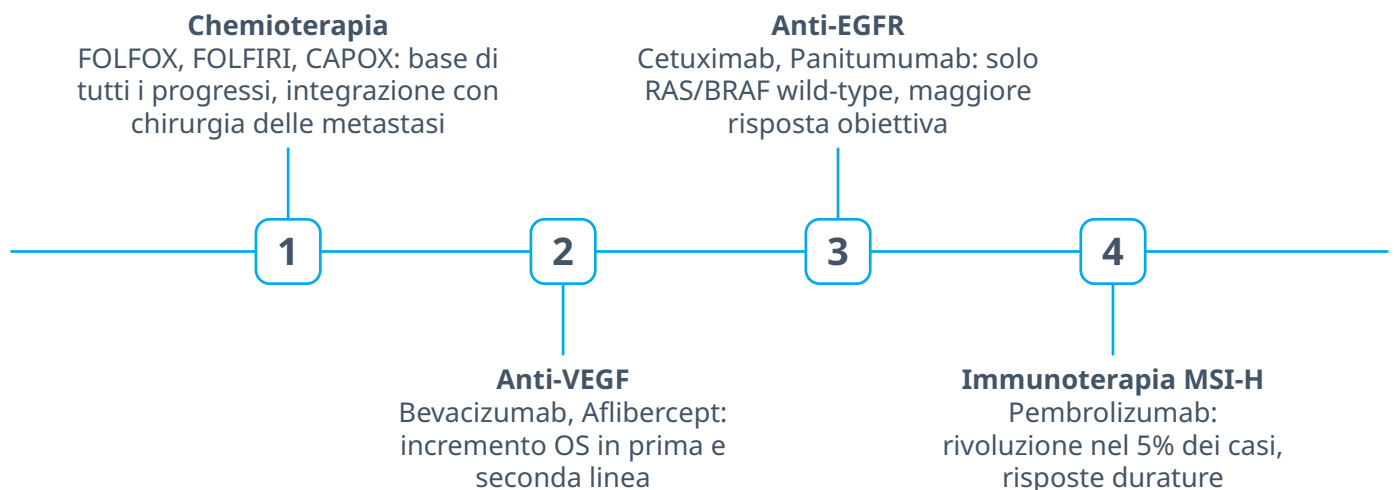 Chemioterapia
FOLFOX, FOLFIRI, CAPOX: base di
tutti i progressi, integrazione con
chirurgia delle metastasi
Anti-EGFR
Cetuximab, Panitumumab: solo
RAS/BRAF wild-type, maggiore
risposta obiettiva
1
2
3
4
Anti-VEGF
Bevacizumab, Aflibercept:
incremento OS in prima e
seconda linea
Immunoterapia MSI-H
Pembrolizumab:
rivoluzione nel 5% dei casi,
risposte durature